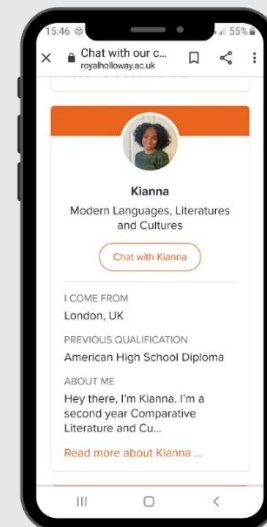 15:46
55%
Chat with our c...
royalholloway.ac.uk
Kianna
Modern Languages, Literatures
and Cultures
Chat with Kianna
I COME FROM
London, UK
PREVIOUS QUALIFICATION
American High School Diploma
ABOUT ME
Hey there, I'm Kianna. I'm a
second year Comparative
Literature and Cu...
Read more about Kianna ...